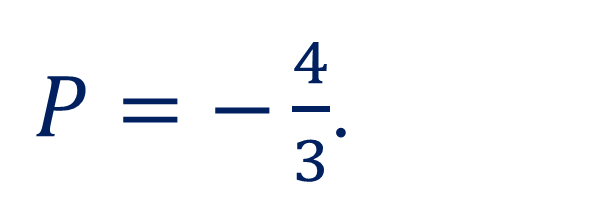 P = − 4/3.